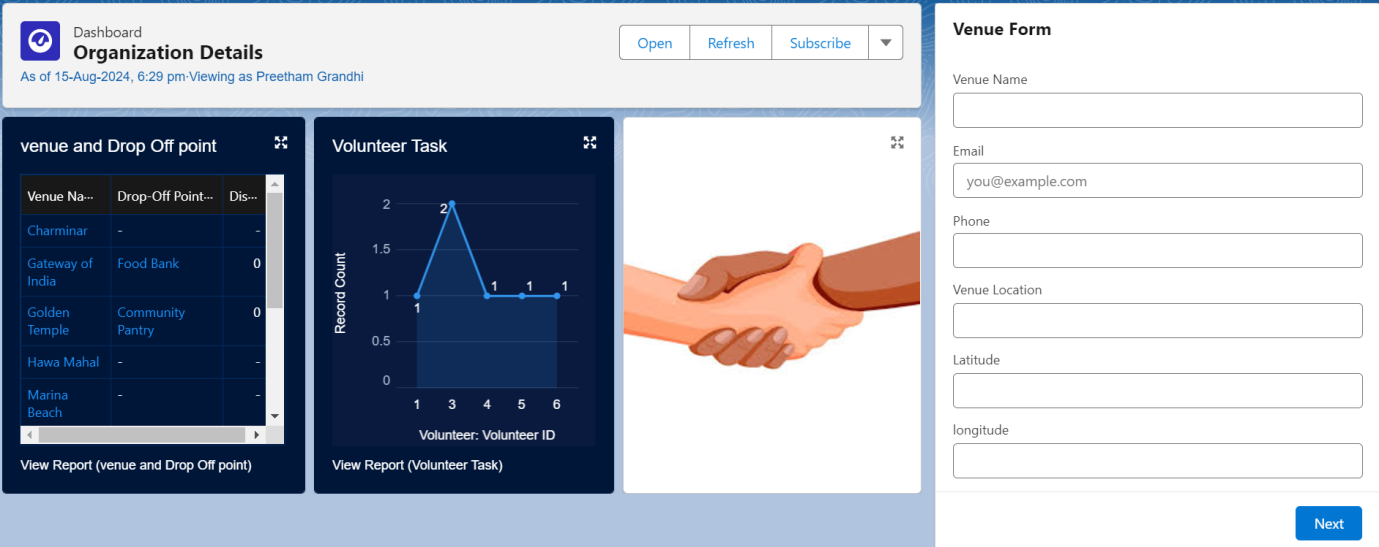 Dashboard
Organization Details
As of 15-Aug-2024, 6:29 pm·Viewing as Preetham Grandhi
Open
Refresh
Subscribe
venue and Drop Off point
Venue Na...
Drop-Off Point...
Dis...
Charminar
-
-
Gateway of
India
Food Bank
0
Golden
Temple
Community
Pantry
0
Hawa Mahal
-
-
Marina
Beach
-
-
View Report (venue and Drop Off point)
Volunteer Task
Record Count
2
1.5
1
0.5
0
1
2
1
1
1
1
3
4
5
6
Volunteer: Volunteer ID
View Report (Volunteer Task)
Venue Form
Venue Name
Email
you@example.com
Phone
Venue Location
Latitude
longitude
Next